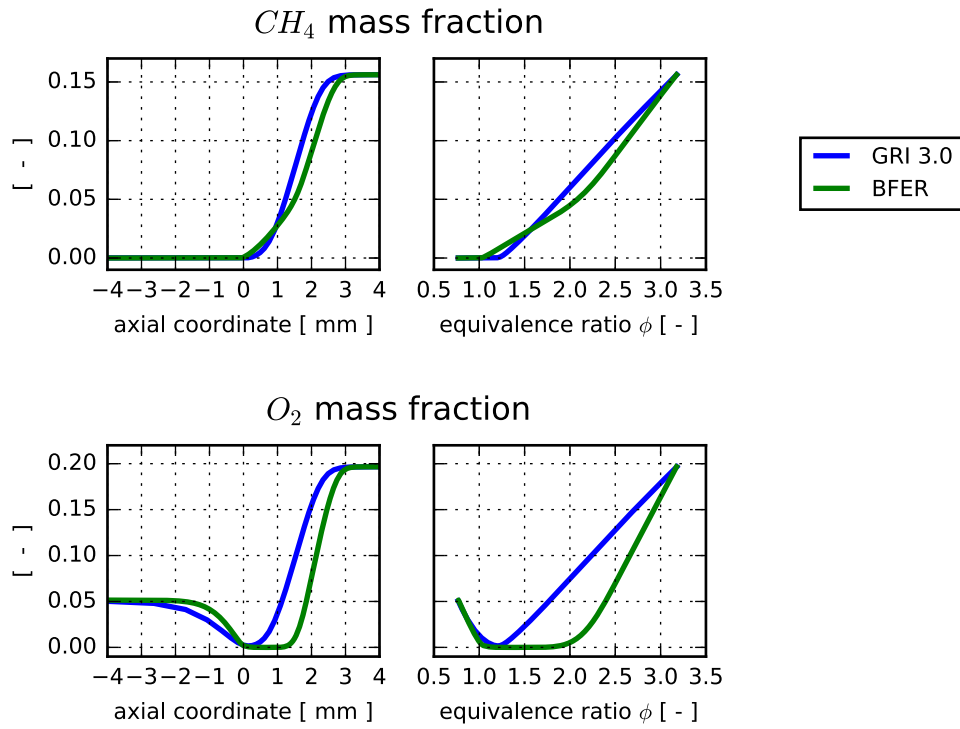 CH₄ mass fraction
[ - ]
0.15
0.10
0.05
0.00
−4 −3 −2 −1 0 1 2 3 4
axial coordinate [ mm ]
0.5 1.0 1.5 2.0 2.5 3.0 3.5
equivalence ratio ϕ [ - ]
GRI 3.0
BFER
O₂ mass fraction
[ - ]
0.20
0.15
0.10
0.05
0.00
−4 −3 −2 −1 0 1 2 3 4
axial coordinate [ mm ]
0.5 1.0 1.5 2.0 2.5 3.0 3.5
equivalence ratio ϕ [ - ]